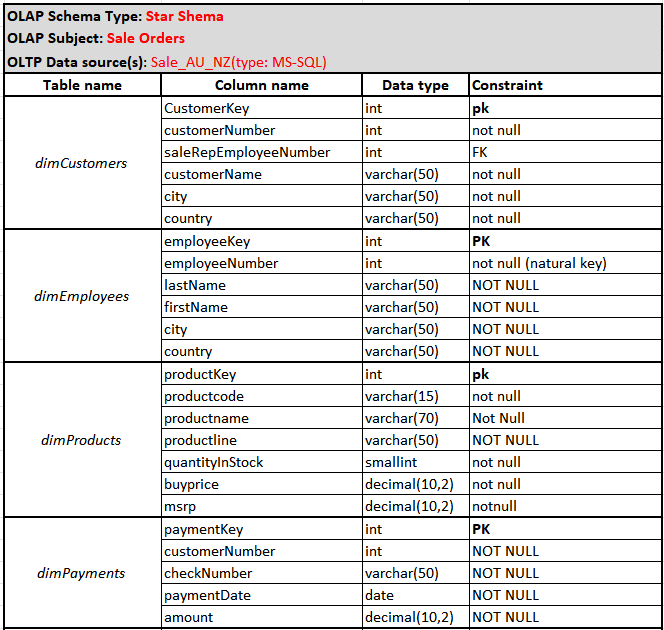 OLAP Schema Type: Star Shema
OLAP Subject: Sale Orders
OLTP Data source(s): Sale_AU_NZ(type: MS-SQL)
Table name Column name Data type Constraint
dimCustomers
CustomerKey int pk
customerNumber int not null
saleRepEmployeeNumber int FK
customerName varchar(50) not null
city varchar(50) not null
country varchar(50) not null
dimEmployees
employeeKey int PK
employeeNumber int not null (natural key)
lastName varchar(50) NOT NULL
firstName varchar(50) NOT NULL
city varchar(50) NOT NULL
country varchar(50) NOT NULL
dimProducts
productKey int pk
productcode varchar(15) not null
productname varchar(70) Not Null
productline varchar(50) NOT NULL
quantityInStock smallint not null
buyprice decimal(10,2) not null
msrp decimal(10,2) notnull
dimPayments
paymentKey int PK
customerNumber int NOT NULL
checkNumber varchar(50) NOT NULL
paymentDate date NOT NULL
amount decimal(10,2) NOT NULL